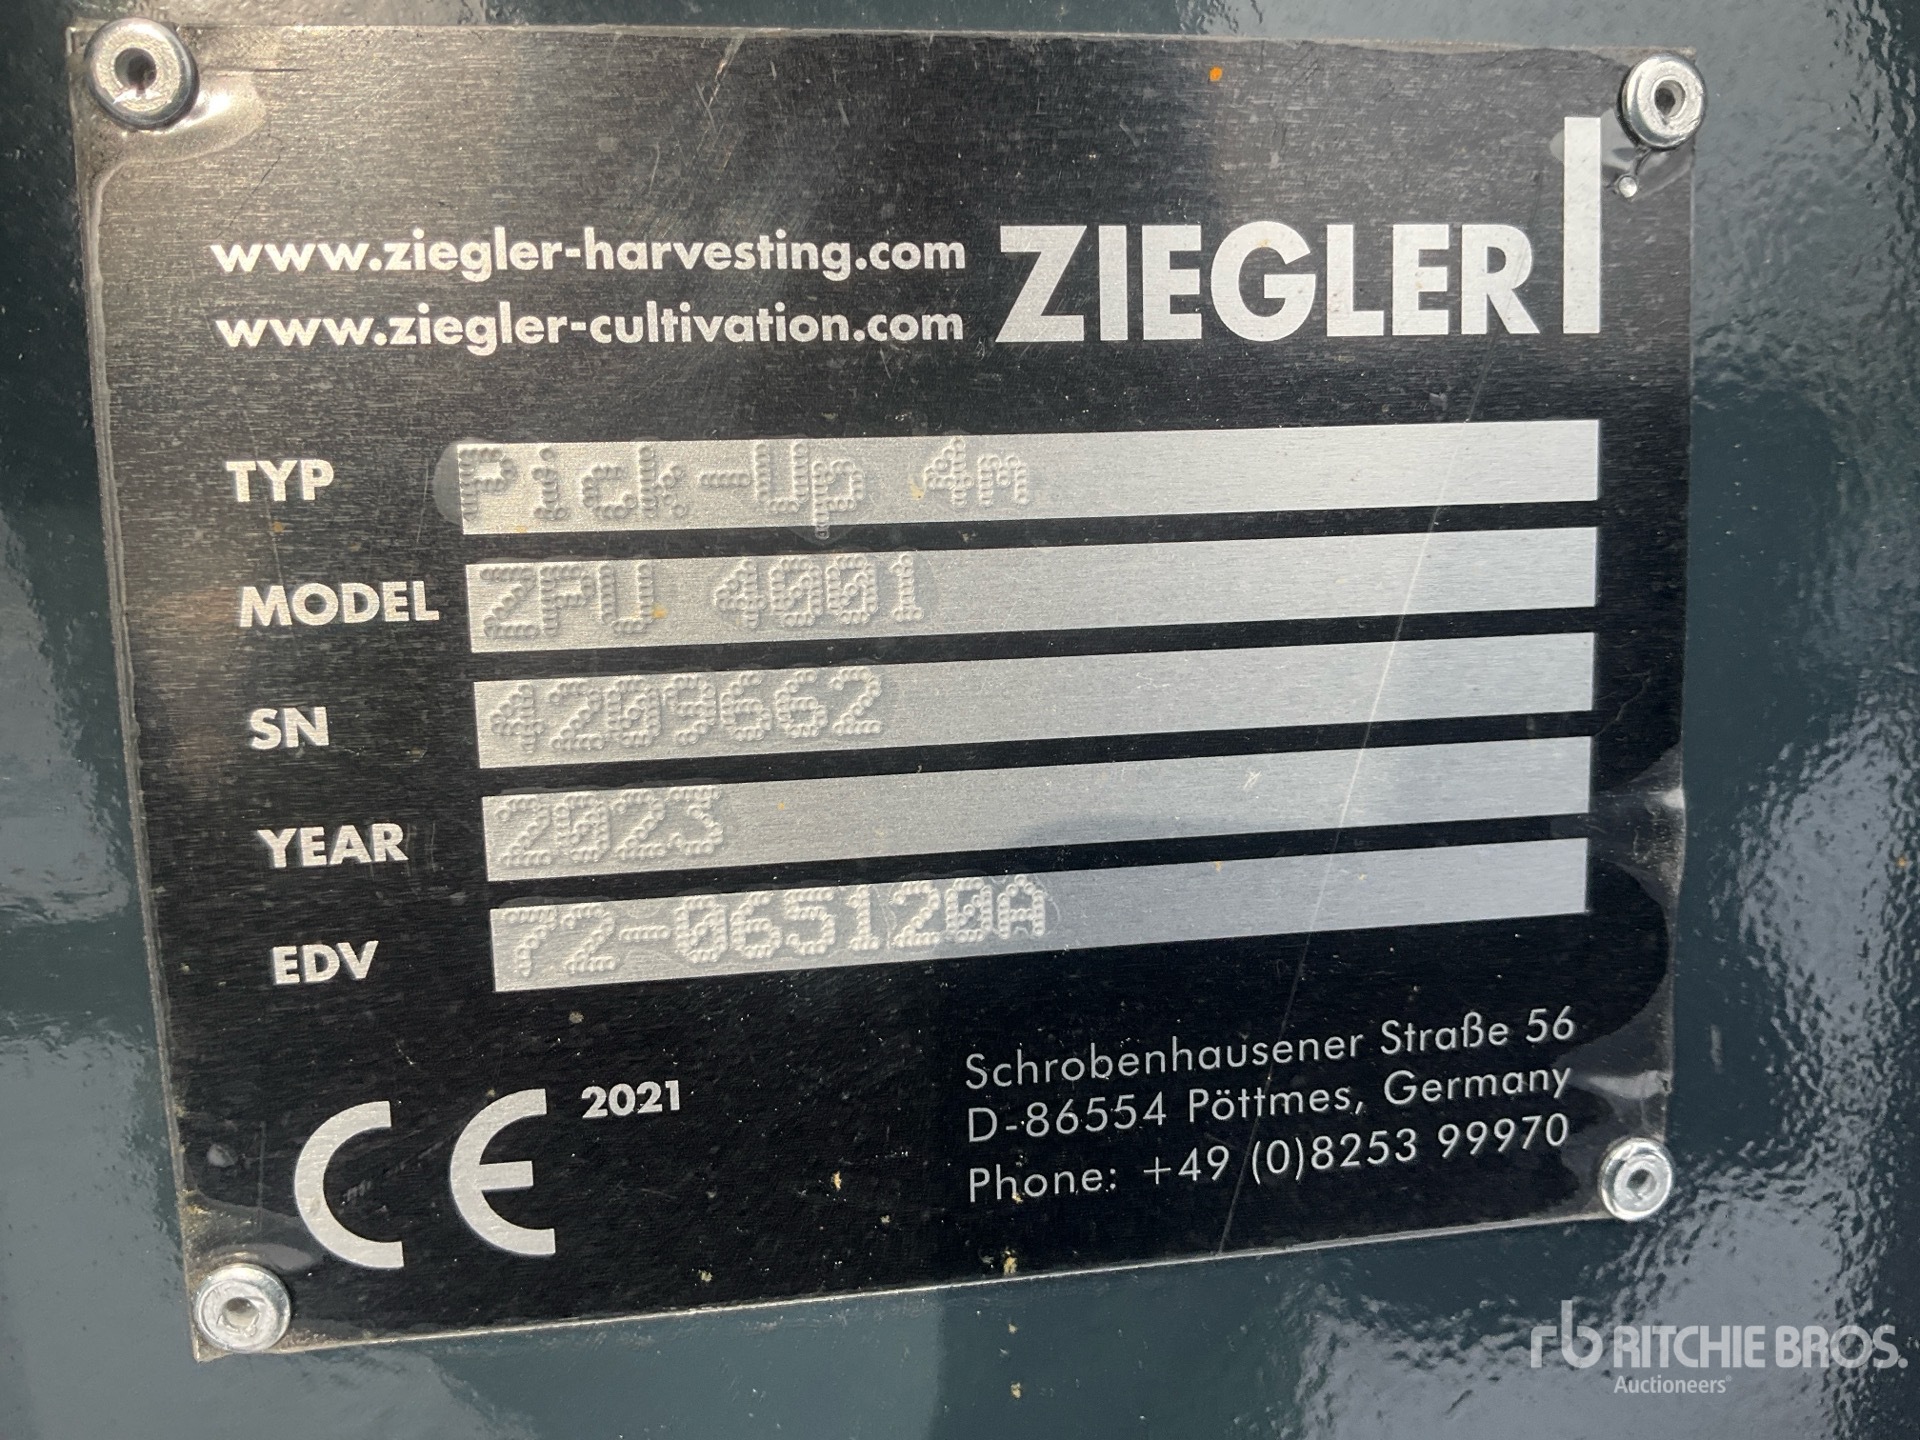 www.ziegler-harvesting.com
www.ziegler-cultivation.com
ZIEGLER
TYP Pick-Up 4m
MODEL ZPU 4001
SN 4209662
YEAR 2023
EDV 72-065120A
CE 2021
Schrobenhausener Straße 56
D-86554 Pöttmes, Germany
Phone: +49 (0)8253 99970
rb RITCHIE BROS.
Auctioneers